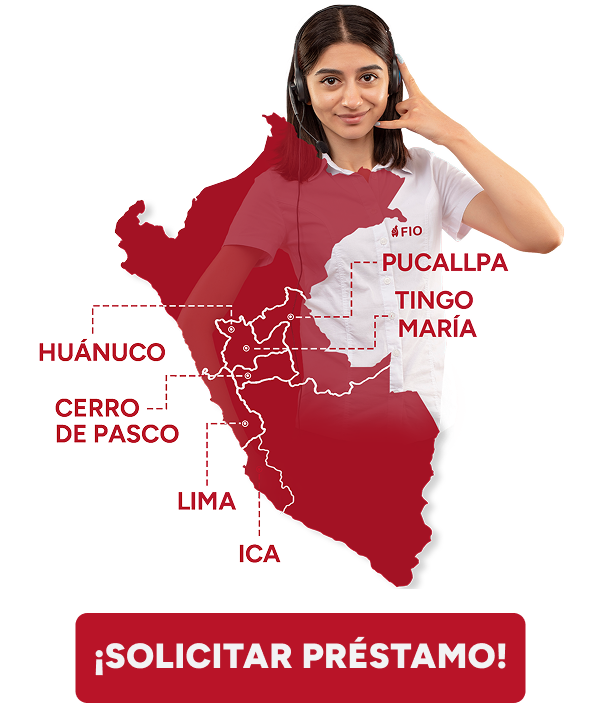 FIO
PUCALLPA
TINGO
MARÍA
HUÁNUCO
CERRO
DE PASCO
LIMA
ICA
¡SOLICITAR PRÉSTAMO!